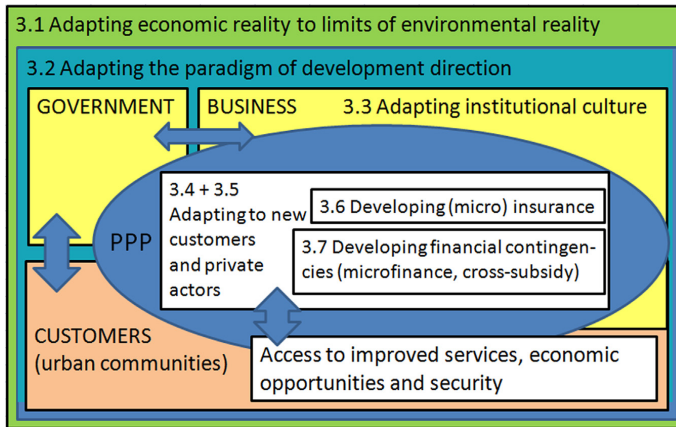 3.1 Adapting economic reality to limits of environmental reality
3.2 Adapting the paradigm of development direction
GOVERNMENT
BUSINESS
3.3 Adapting institutional culture
3.4 + 3.5
Adapting to new
customers
and private
actors
3.6 Developing (micro) insurance
3.7 Developing financial contingen-
cies (microfinance, cross-subsidy)
PPP
CUSTOMERS
(urban communities)
Access to improved services, economic
opportunities and security